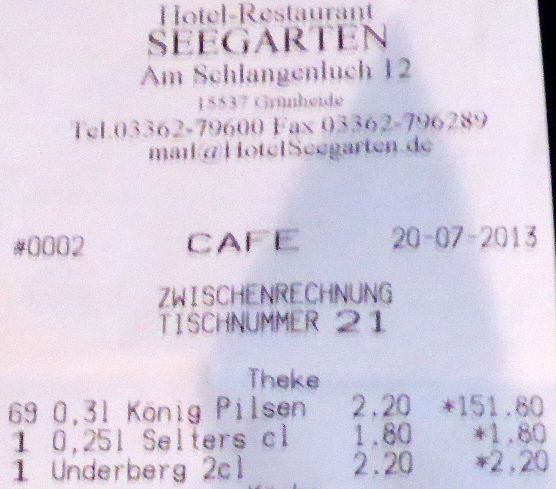 Hotel-Restaurant
SEEGARTEN
Am Schlangenluch 12
15537 Grünheide
Tel.03362-79600 Fax 03362-796289
mail@HotelSeegarten.de
#0002 CAFE 20-07-2013
ZWISCHENRECHNUNG
TISCHNUMMER 21
Theke
69 0,3l König Pilsen 2.20 *151.80
1 0,25l Selters cl 1.80 *1.80
1 Underberg 2cl 2.20 *2.20